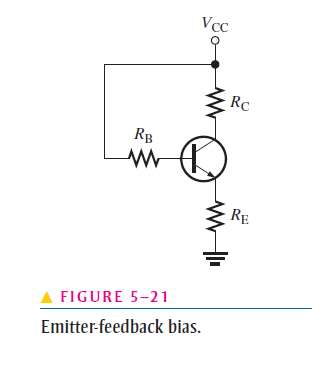 VCC
RC
RB
RE
▲ FIGURE 5–21
Emitter-feedback bias.